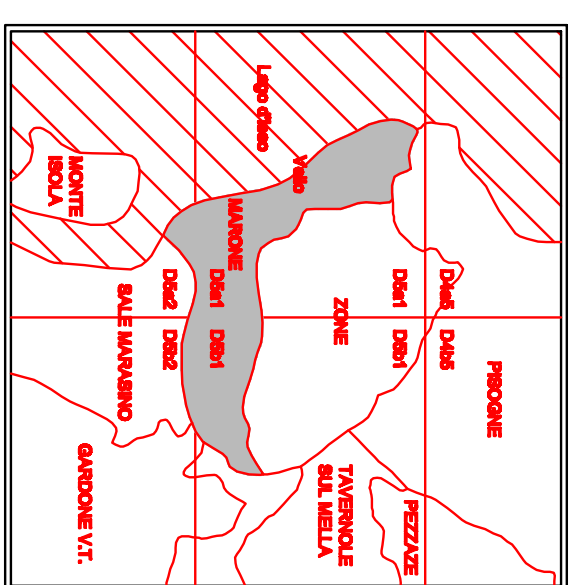 PISOGNE
D4a5 D4b5
PEZZAZE
D5a1 D5b1
TAVERNOLE
SUL MELLA
ZONE
Vello
Lago d'Iseo
MARONE
D5a1 D5b1
D5a2 D5b2
SALE MARASINO
GARDONE V.T.
MONTE
ISOLA